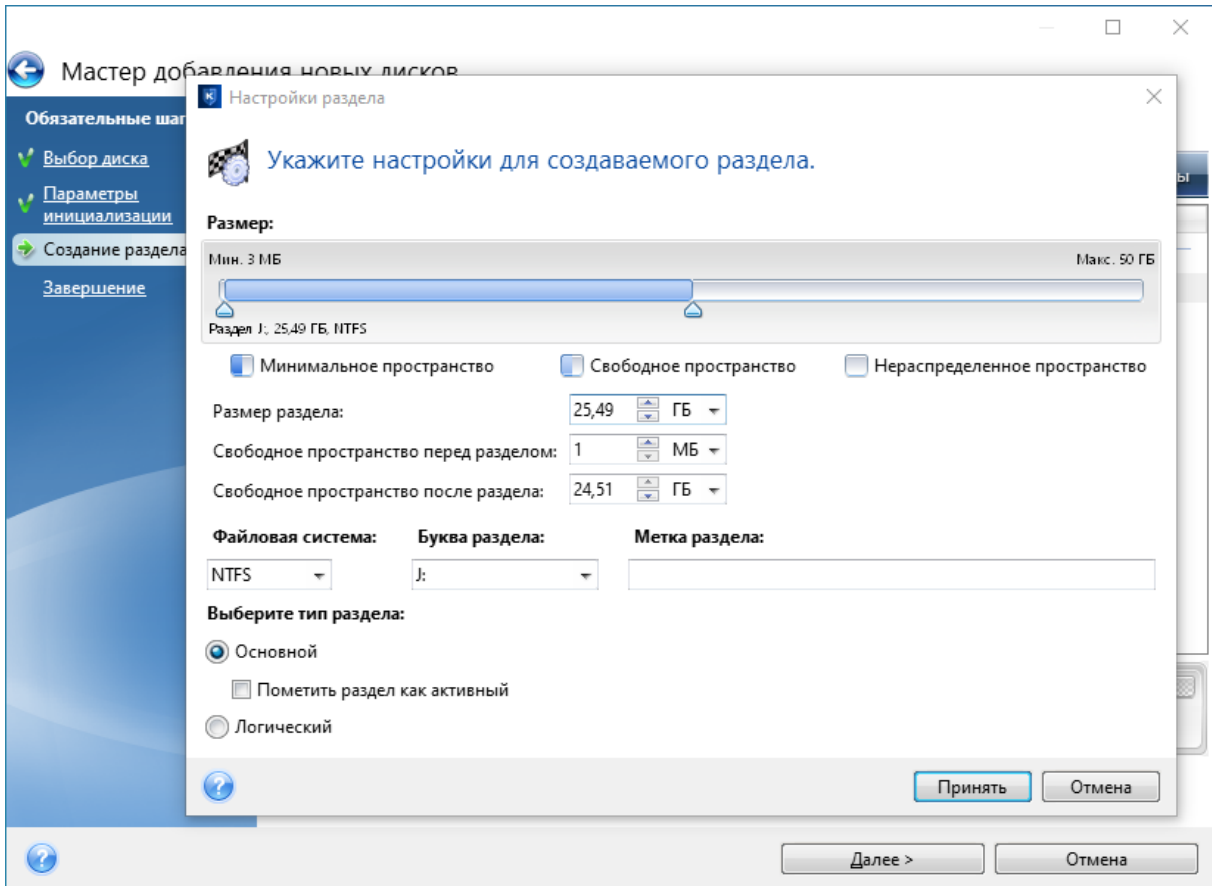 Мастер добавления новых дисков
Обязательные шаг
Выбор диска
Параметры
инициализации
Создание раздела
Завершение
Настройки раздела
Укажите настройки для создаваемого раздела.
Размер:
Мин. 3 МБ
Макс. 50 ГБ
Раздел J:, 25,49 ГБ, NTFS
Минимальное пространство
Свободное пространство
Нераспределенное пространство
Размер раздела: 25,49 ГБ
Свободное пространство перед разделом: 1 МБ
Свободное пространство после раздела: 24,51 ГБ
Файловая система: Буква раздела: Метка раздела:
NTFS J:
Выберите тип раздела:
Основной
Пометить раздел как активный
Логический
Принять Отмена
ы
Далее > Отмена